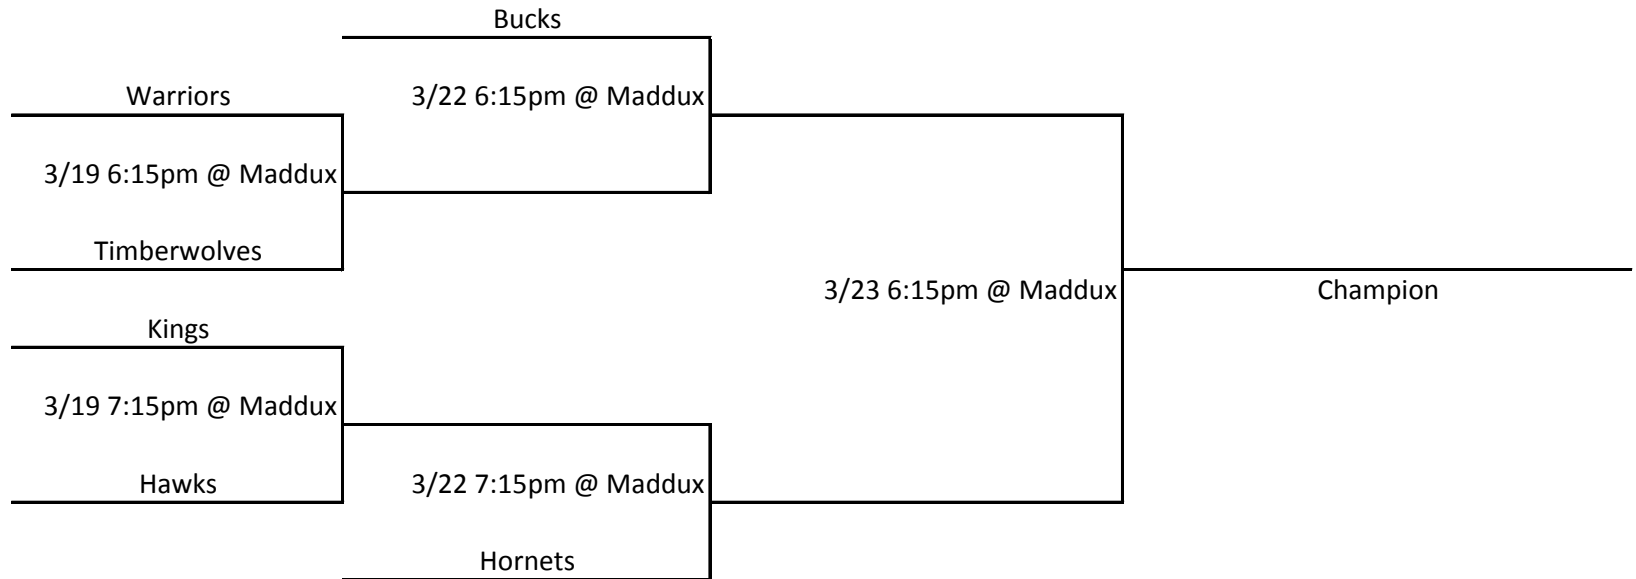 Bucks
Warriors
3/22 6:15pm @ Maddux
3/19 6:15pm @ Maddux
Timberwolves
3/23 6:15pm @ Maddux
Champion
Kings
3/19 7:15pm @ Maddux
Hawks
3/22 7:15pm @ Maddux
Hornets